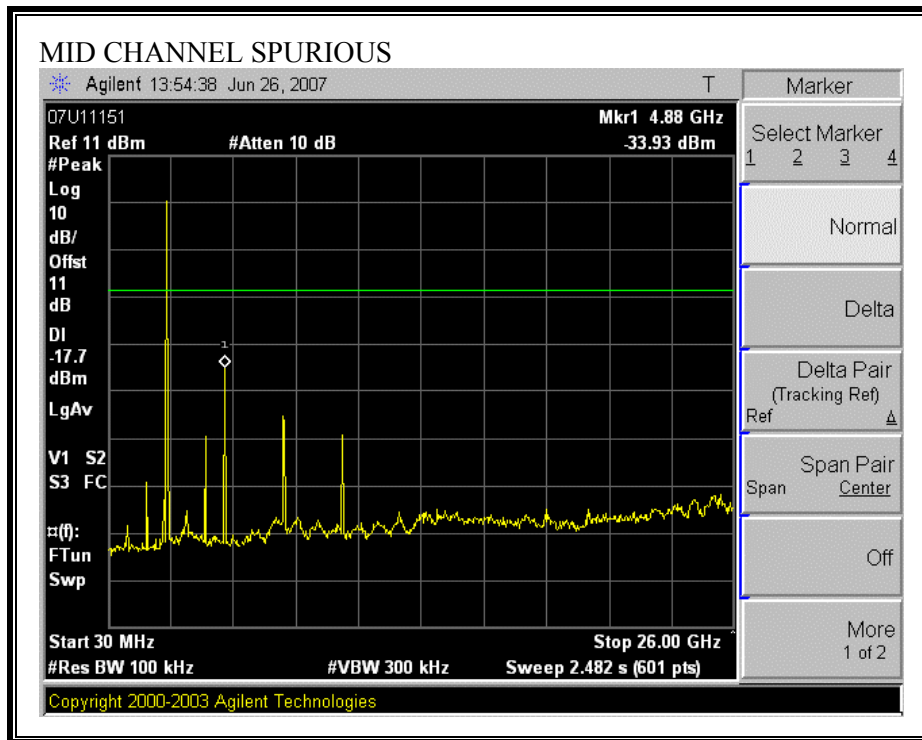 MID CHANNEL SPURIOUS
Agilent 13:54:38 Jun 26, 2007 T
07U11151 Mkr1 4.88 GHz
Ref 11 dBm #Atten 10 dB -33.93 dBm
#Peak
Log
10
dB/
Offst
11
dB
DI
-17.7
dBm
LgAv
V1 S2
S3 FC
¤(f):
FTun
Swp
1
Start 30 MHz Stop 26.00 GHz
#Res BW 100 kHz #VBW 300 kHz Sweep 2.482 s (601 pts)
Copyright 2000-2003 Agilent Technologies
Marker
Select Marker
1 2 3 4
Normal
Delta
Delta Pair
(Tracking Ref)
Ref Δ
Span Pair
Span Center
Off
More
1 of 2